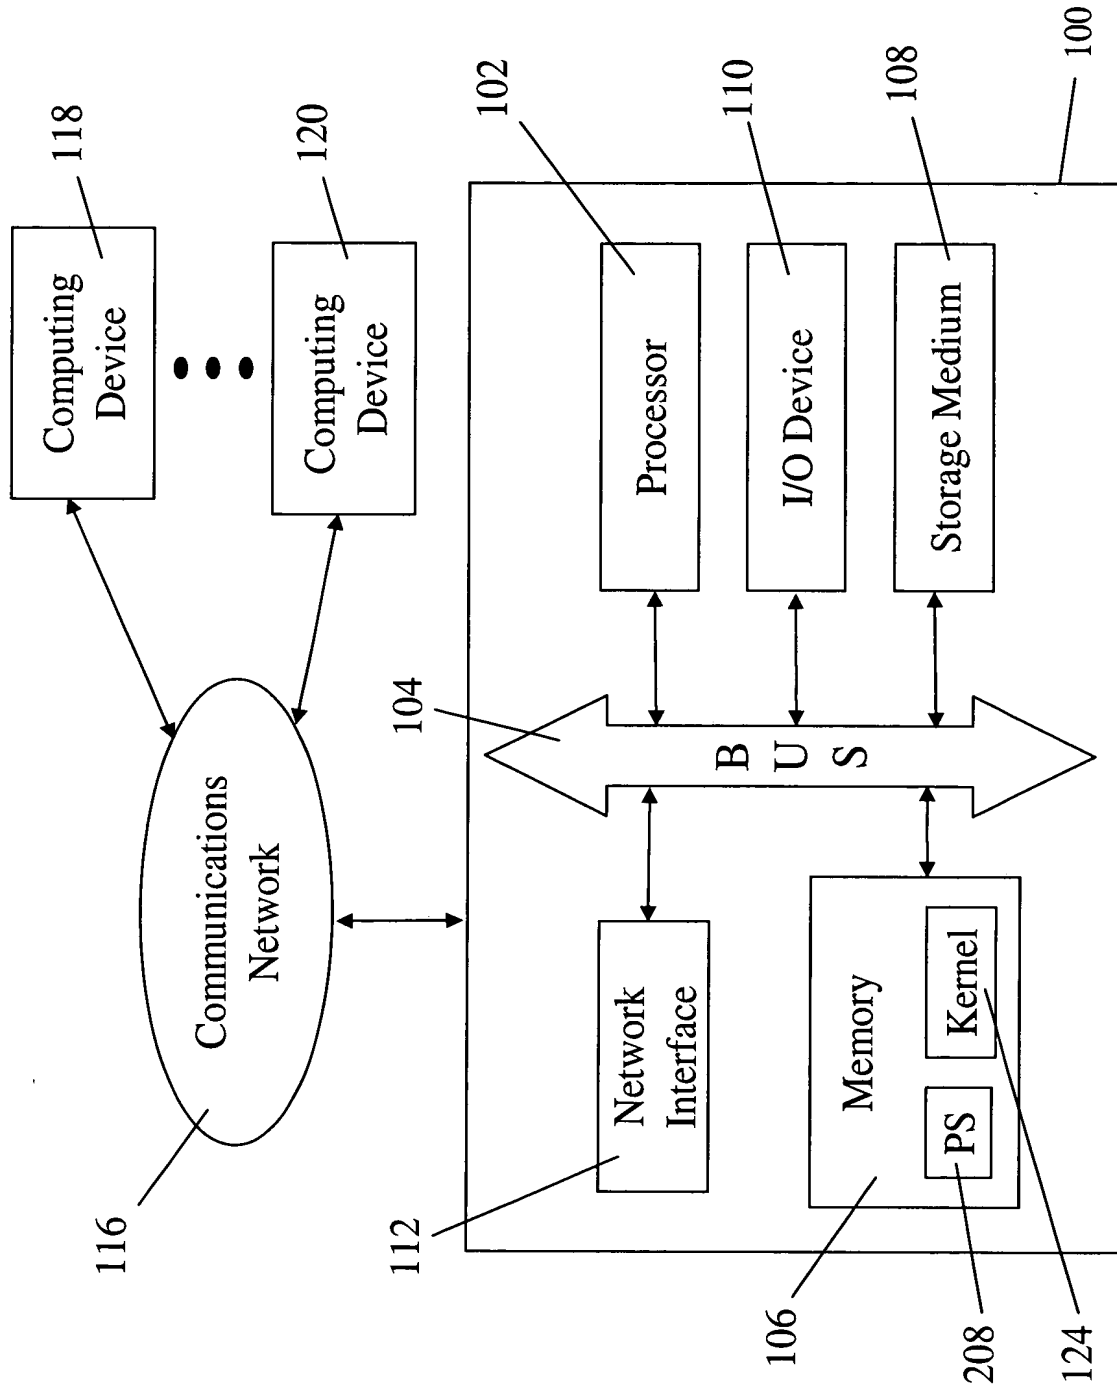 118
Computing
Device
116
Communications
Network
120
Computing
Device
112
104
102
Network
Interface
Processor
110
B
U
S
I/O Device
106
Memory
108
Storage Medium
PS
Kernel
208
124
100